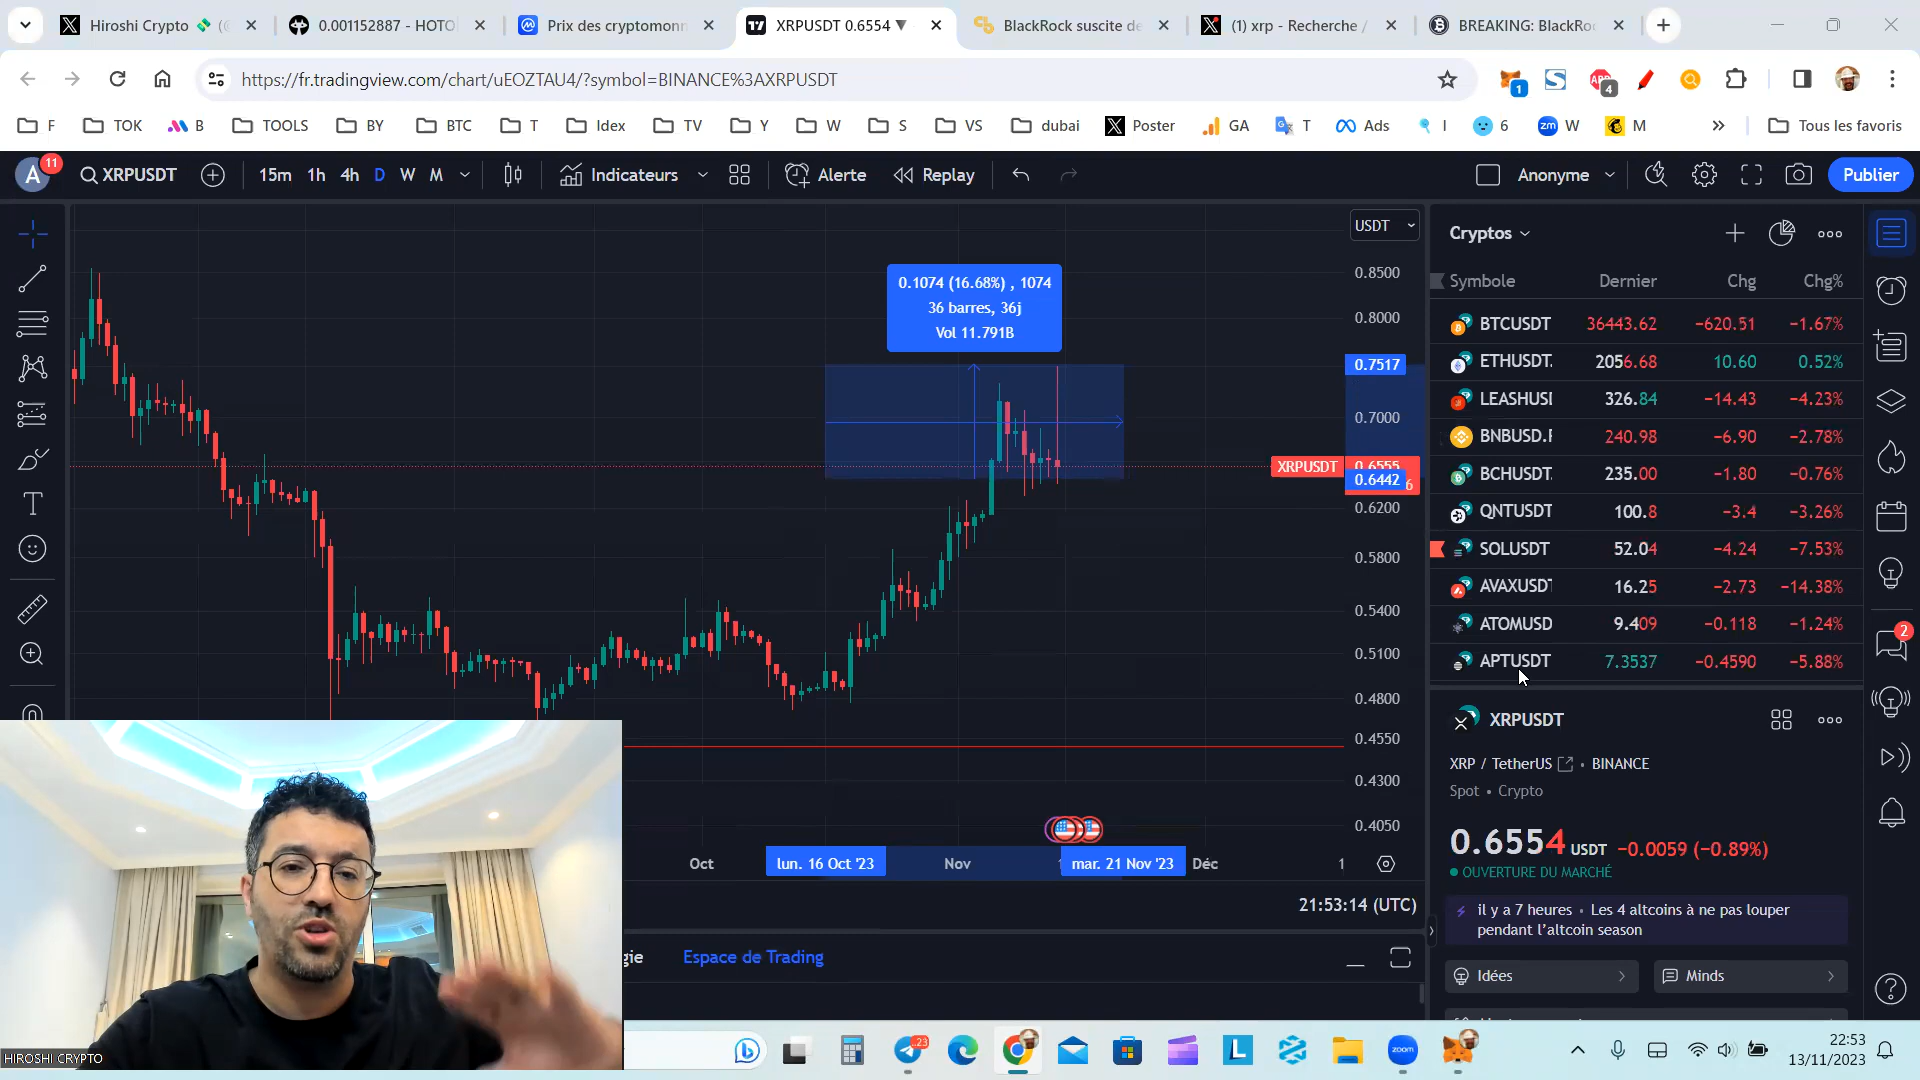 Hiroshi Crypto
0.001152887 - HOTO
Prix des cryptomonn
XRPUSDT 0.6554 ▼
BlackRock suscite de
(1) xrp - Recherche /
BREAKING: BlackRo
https://fr.tradingview.com/chart/uEOZTAU4/?symbol=BINANCE%3AXRPUSDT
1
4
F
TOK
B
TOOLS
BY
BTC
T
Idex
TV
Y
W
S
VS
dubai
Poster
GA
T
Ads
I
6
W
M
»
Tous les favoris
A
11
XRPUSDT
15m 1h 4h D W M
Indicateurs
Alerte
Replay
Anonyme
Publier
USDT
0.8500
0.8000
0.7517
0.7000
0.6555
0.6442
0.6200
0.5800
0.5400
0.5100
0.4800
0.4550
0.4300
0.4050
XRPUSDT
0.1074 (16.68%) , 1074
36 barres, 36j
Vol 11.791B
Oct
lun. 16 Oct '23
Nov
mar. 21 Nov '23
Déc
1
21:53:14 (UTC)
gie
Espace de Trading
Cryptos
Symbole Dernier Chg Chg%
BTCUSDT 36443.62 −620.51 −1.67%
ETHUSDT. 2056.68 10.60 0.52%
LEASHUSI 326.84 −14.43 −4.23%
BNBUSD.F 240.98 −6.90 −2.78%
BCHUSDT. 235.00 −1.80 −0.76%
QNTUSDT 100.8 −3.4 −3.26%
SOLUSDT 52.04 −4.24 −7.53%
AVAXUSDT 16.25 −2.73 −14.38%
ATOMUSD 9.409 −0.118 −1.24%
APTUSDT 7.3537 −0.4590 −5.88%
2
XRPUSDT
XRP / TetherUS • BINANCE
Spot • Crypto
0.6554 USDT −0.0059 (−0.89%)
OUVERTURE DU MARCHÉ
il y a 7 heures • Les 4 altcoins à ne pas louper
pendant l'altcoin season
Idées
Minds
HIROSHI CRYPTO
23
zoom
22:53
13/11/2023